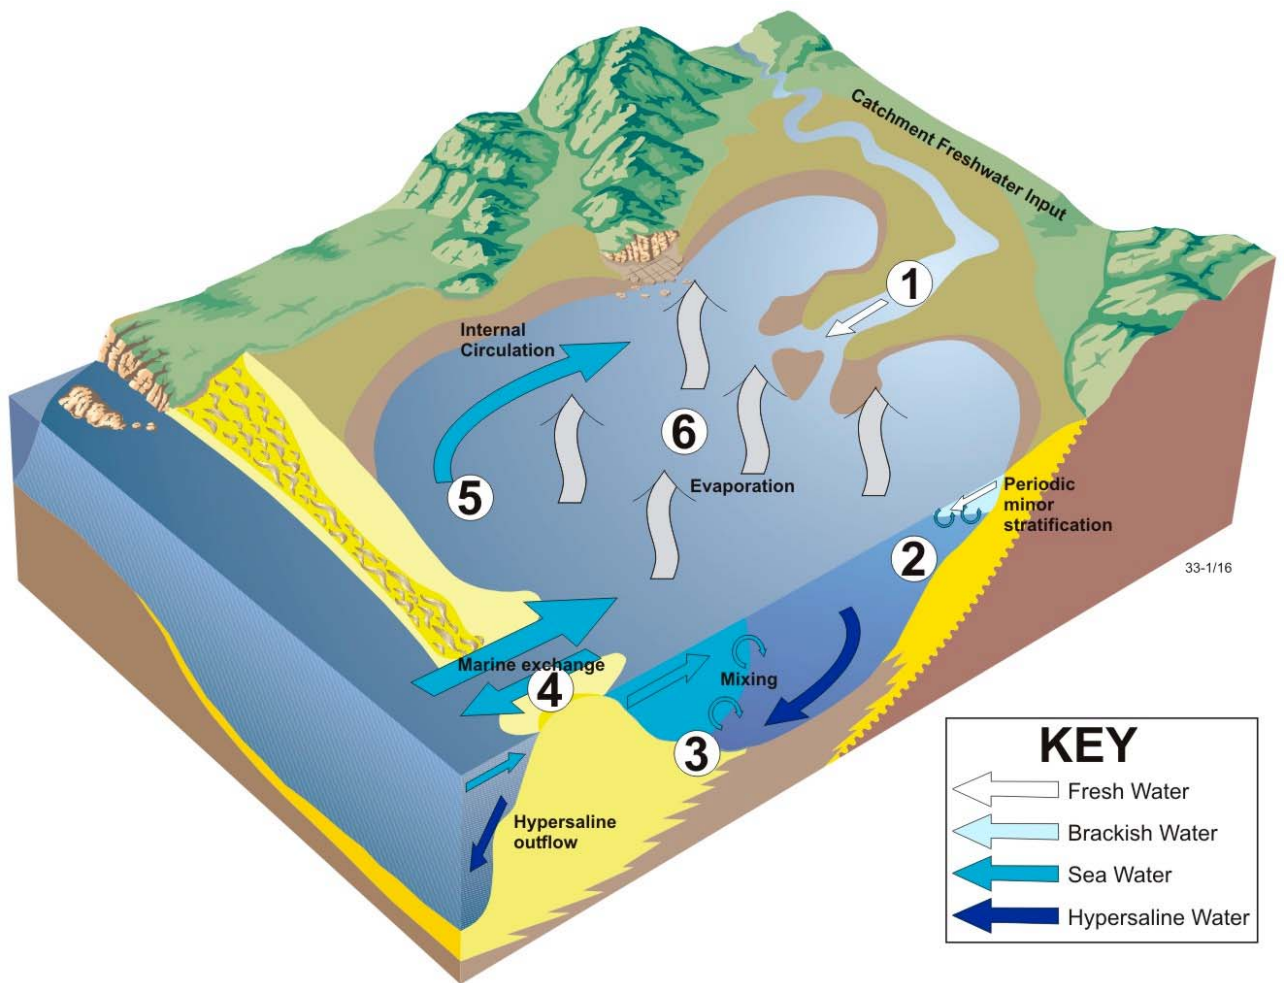 Catchment Freshwater Input
1
Internal
Circulation
6
Evaporation
5
Periodic
minor
stratification
2
33-1/16
Marine exchange
4
Mixing
3
Hypersaline
outflow
KEY
Fresh Water
Brackish Water
Sea Water
Hypersaline Water